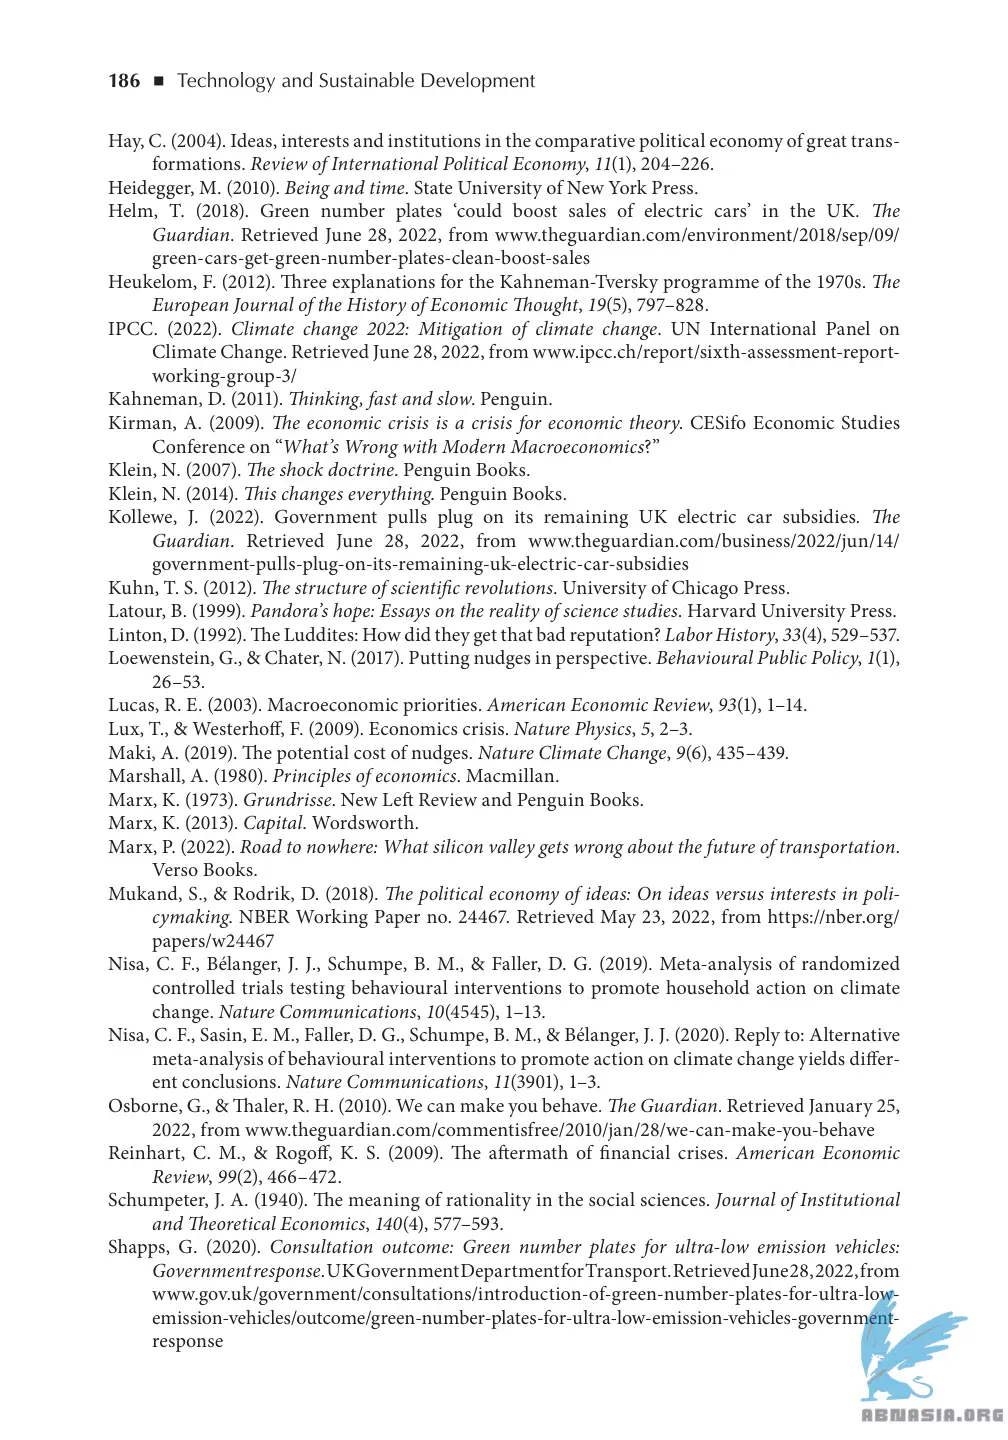 186 ■ Technology and Sustainable Development
Hay, C. (2004). Ideas, interests and institutions in the comparative political economy of great trans-
formations. Review of International Political Economy, 11(1), 204–226.
Heidegger, M. (2010). Being and time. State University of New York Press.
Helm, T. (2018). Green number plates ‘could boost sales of electric cars’ in the UK. The
Guardian. Retrieved June 28, 2022, from www.theguardian.com/environment/2018/sep/09/
green-cars-get-green-number-plates-clean-boost-sales
Heukelom, F. (2012). Three explanations for the Kahneman-Tversky programme of the 1970s. The
European Journal of the History of Economic Thought, 19(5), 797–828.
IPCC. (2022). Climate change 2022: Mitigation of climate change. UN International Panel on
Climate Change. Retrieved June 28, 2022, from www.ipcc.ch/report/sixth-assessment-report-
working-group-3/
Kahneman, D. (2011). Thinking, fast and slow. Penguin.
Kirman, A. (2009). The economic crisis is a crisis for economic theory. CESifo Economic Studies
Conference on “What’s Wrong with Modern Macroeconomics?”
Klein, N. (2007). The shock doctrine. Penguin Books.
Klein, N. (2014). This changes everything. Penguin Books.
Kollewe, J. (2022). Government pulls plug on its remaining UK electric car subsidies. The
Guardian. Retrieved June 28, 2022, from www.theguardian.com/business/2022/jun/14/
government-pulls-plug-on-its-remaining-uk-electric-car-subsidies
Kuhn, T. S. (2012). The structure of scientific revolutions. University of Chicago Press.
Latour, B. (1999). Pandora’s hope: Essays on the reality of science studies. Harvard University Press.
Linton, D. (1992). The Luddites: How did they get that bad reputation? Labor History, 33(4), 529–537.
Loewenstein, G., & Chater, N. (2017). Putting nudges in perspective. Behavioural Public Policy, 1(1),
26–53.
Lucas, R. E. (2003). Macroeconomic priorities. American Economic Review, 93(1), 1–14.
Lux, T., & Westerhoff, F. (2009). Economics crisis. Nature Physics, 5, 2–3.
Maki, A. (2019). The potential cost of nudges. Nature Climate Change, 9(6), 435–439.
Marshall, A. (1980). Principles of economics. Macmillan.
Marx, K. (1973). Grundrisse. New Left Review and Penguin Books.
Marx, K. (2013). Capital. Wordsworth.
Marx, P. (2022). Road to nowhere: What silicon valley gets wrong about the future of transportation.
Verso Books.
Mukand, S., & Rodrik, D. (2018). The political economy of ideas: On ideas versus interests in poli-
cymaking. NBER Working Paper no. 24467. Retrieved May 23, 2022, from https://nber.org/
papers/w24467
Nisa, C. F., Bélanger, J. J., Schumpe, B. M., & Faller, D. G. (2019). Meta-analysis of randomized
controlled trials testing behavioural interventions to promote household action on climate
change. Nature Communications, 10(4545), 1–13.
Nisa, C. F., Sasin, E. M., Faller, D. G., Schumpe, B. M., & Bélanger, J. J. (2020). Reply to: Alternative
meta-analysis of behavioural interventions to promote action on climate change yields differ-
ent conclusions. Nature Communications, 11(3901), 1–3.
Osborne, G., & Thaler, R. H. (2010). We can make you behave. The Guardian. Retrieved January 25,
2022, from www.theguardian.com/commentisfree/2010/jan/28/we-can-make-you-behave
Reinhart, C. M., & Rogoff, K. S. (2009). The aftermath of financial crises. American Economic
Review, 99(2), 466–472.
Schumpeter, J. A. (1940). The meaning of rationality in the social sciences. Journal of Institutional
and Theoretical Economics, 140(4), 577–593.
Shapps, G. (2020). Consultation outcome: Green number plates for ultra-low emission vehicles:
Government response. UK Government Department for Transport. Retrieved June 28, 2022, from
www.gov.uk/government/consultations/introduction-of-green-number-plates-for-ultra-low-
emission-vehicles/outcome/green-number-plates-for-ultra-low-emission-vehicles-government-
response
ABNASIA.ORG